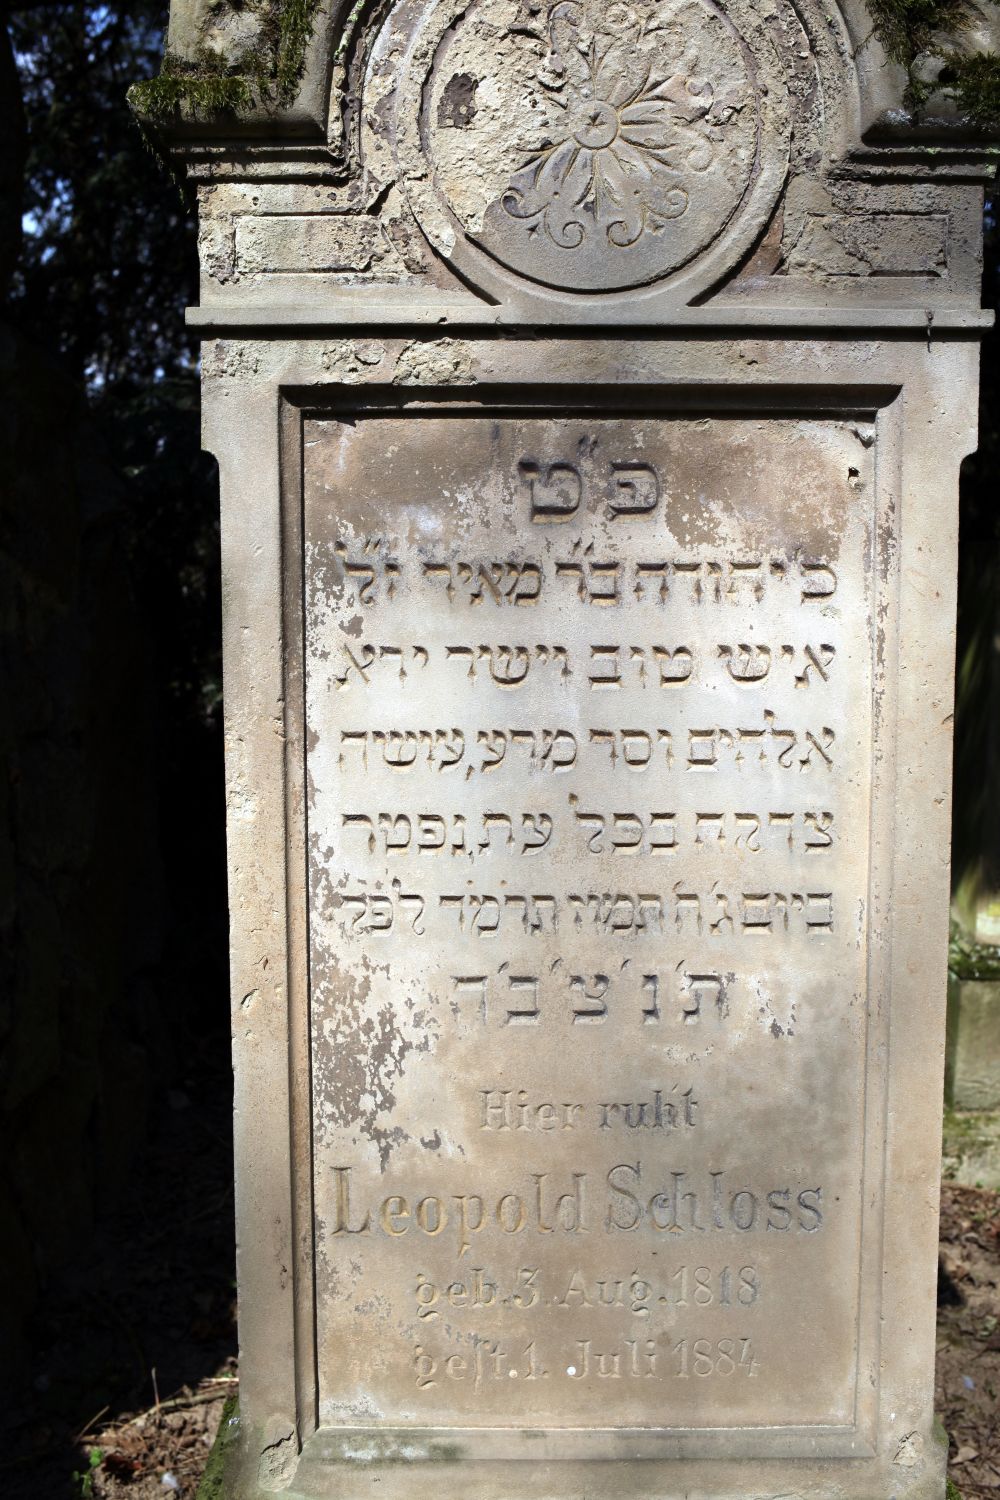 פ״ט
כ׳ יהודה בר מאיר ז״ל
איש טוב וישר ירא
אלהים וסר מרע, עושה
צדקה בכל עת, נפטר
ביום ג׳ ח׳ תמוז תרמ״ד לפ״ק
ת׳ נ׳ צ׳ ב׳ ה׳
Hier ruh't
Leopold Schloss
geb. 3. Aug. 1818
gest. 1. Juli 1884